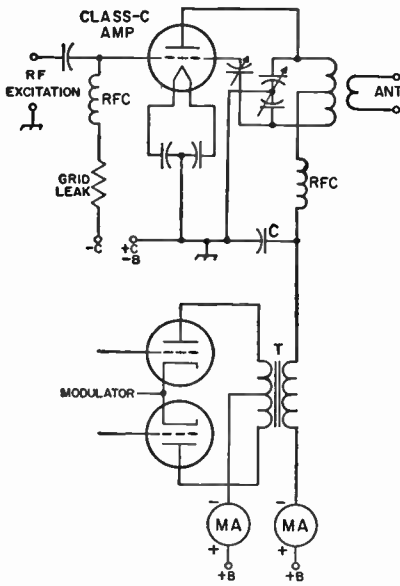 CLASS-C
AMP
RF
EXCITATION
RFC
GRID
LEAK
-C
+C
-B
C
RFC
ANT
T
MODULATOR
- -
MA MA
+ +
+B +B